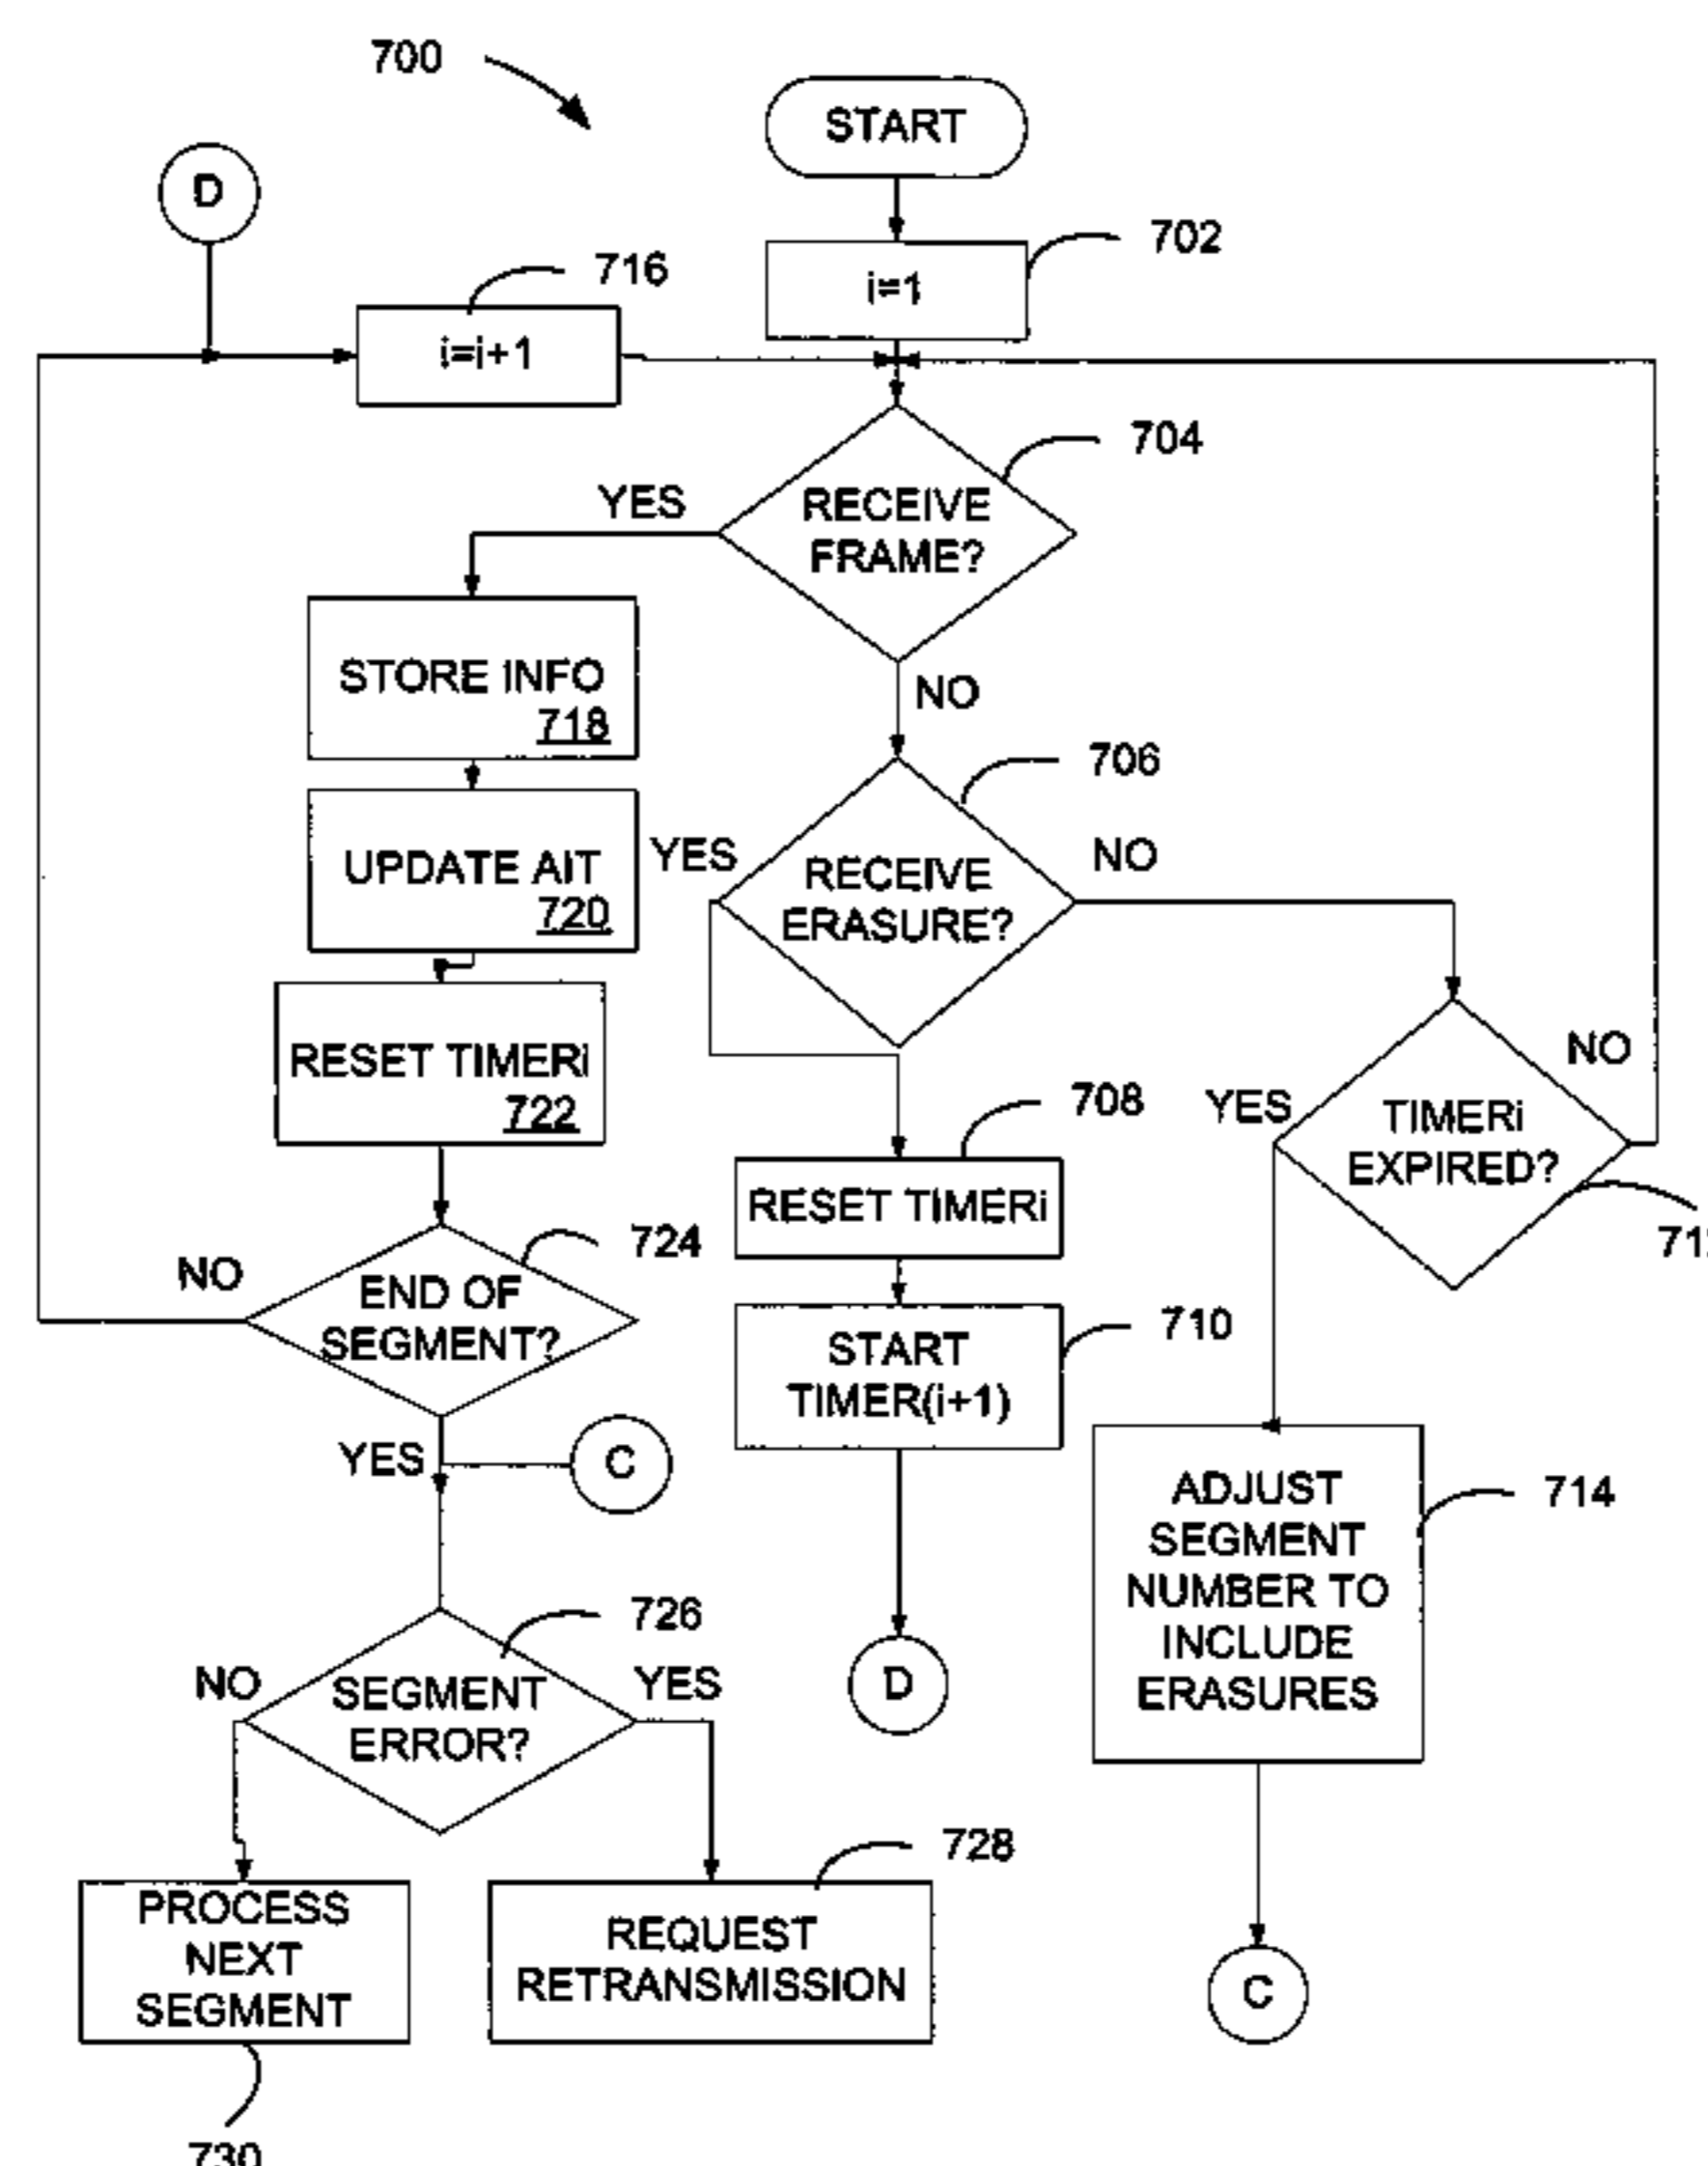 700
START
D
702
i=1
716
i=i+1
704
RECEIVE
FRAME?
YES
NO
STORE INFO
718
706
UPDATE AIT
720
YES
RECEIVE
ERASURE?
NO
RESET TIMERi
722
708
RESET TIMERi
YES
TIMERi
EXPIRED?
NO
724
END OF
SEGMENT?
NO
YES
C
710
START
TIMER(i+1)
714
ADJUST
SEGMENT
NUMBER TO
INCLUDE
ERASURES
726
SEGMENT
ERROR?
NO
YES
D
728
PROCESS
NEXT
SEGMENT
REQUEST
RETRANSMISSION
C
730